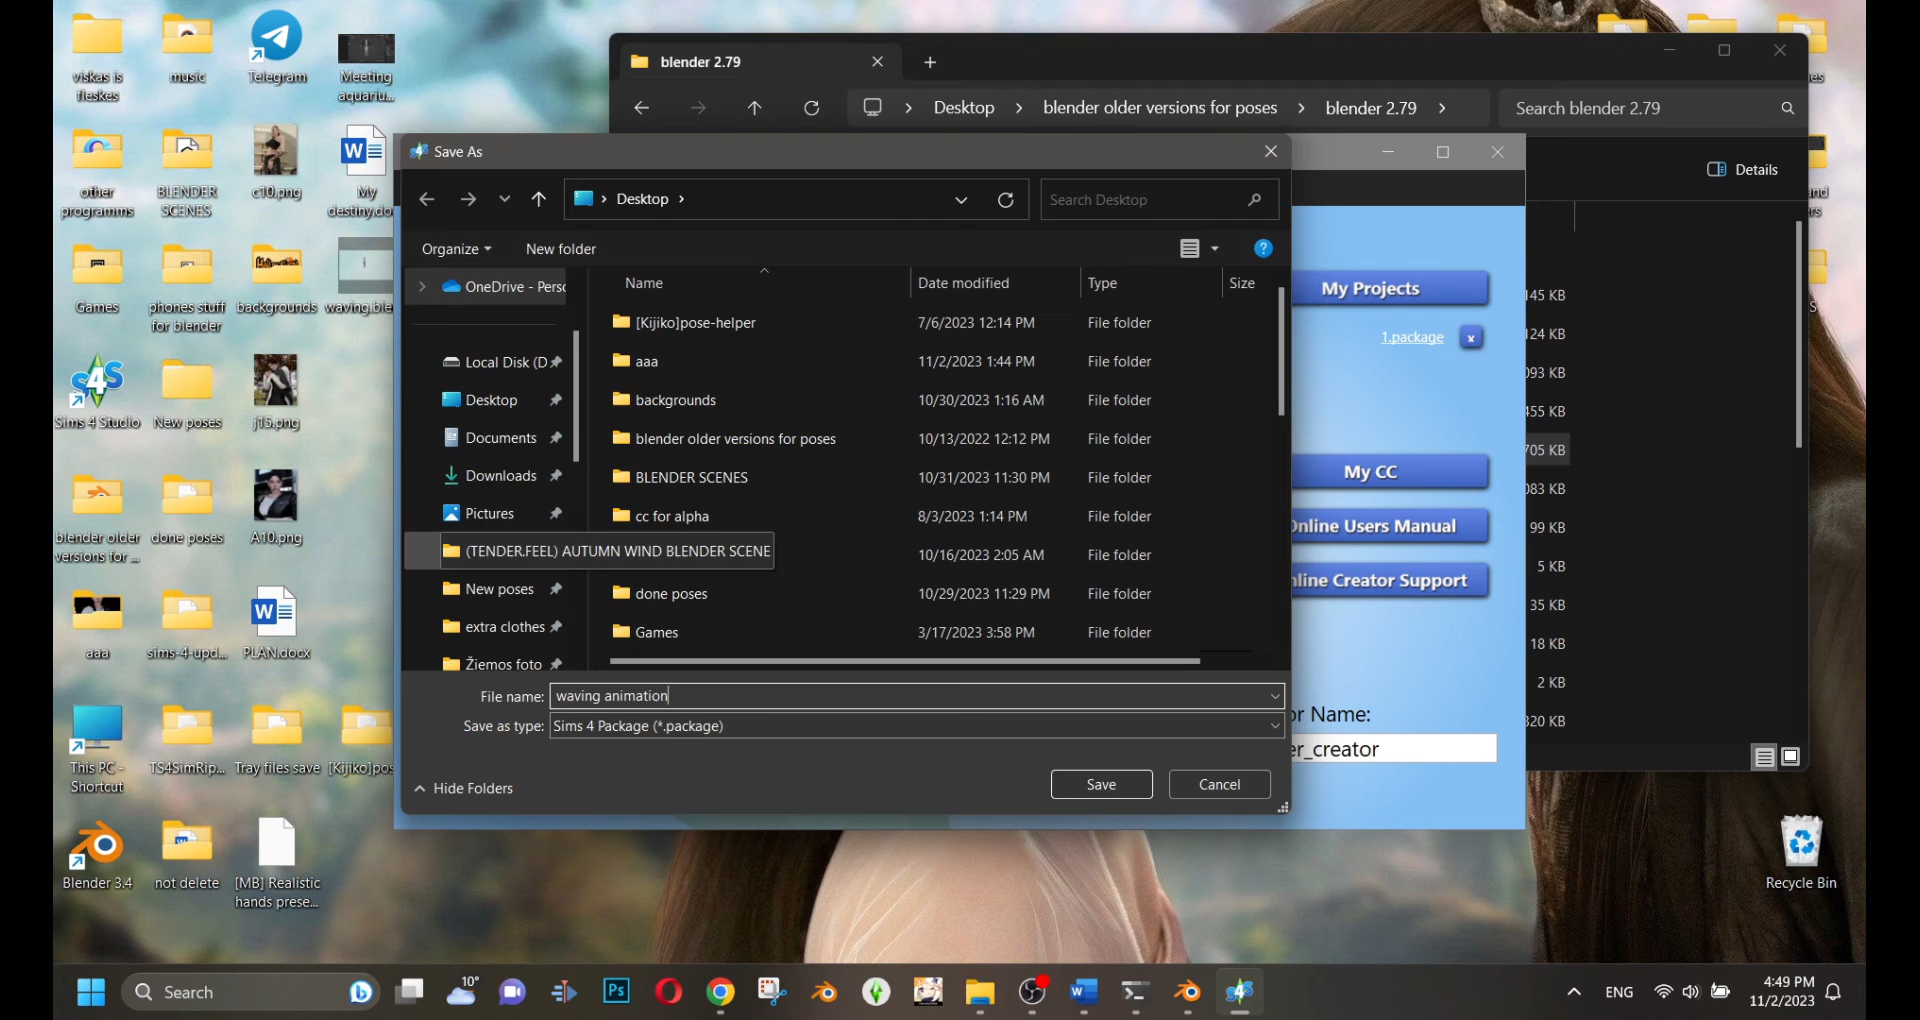 viskas is
fleskes
music
Telegram
Meeting
aquariu...
other
programms
BLENDER
SCENES
c10.png
My
destiny.do
Games
phones stuff
for blender
backgrounds
waving.ble
Sims 4 Studio
New poses
j15.png
blender older
versions for ...
done poses
A10.png
aaa
sims-4-upd...
PLAN.docx
This PC -
Shortcut
TS4SimRip...
Tray files save
[Kijiko]pos
Blender 3.4
not delete
[MB] Realistic
hands prese...
blender 2.79
Desktop
blender older versions for poses
blender 2.79
Search blender 2.79
Details
Save As
Desktop
Search Desktop
Organize
New folder
Name
Date modified
Type
Size
OneDrive - Perso
Local Disk (D
Desktop
Documents
Downloads
Pictures
(TENDER.FEEL) AUTUMN WIND BLENDER SCENE
New poses
extra clothes
Žiemos foto
[Kijiko]pose-helper 7/6/2023 12:14 PM File folder
aaa 11/2/2023 1:44 PM File folder
backgrounds 10/30/2023 1:16 AM File folder
blender older versions for poses 10/13/2022 12:12 PM File folder
BLENDER SCENES 10/31/2023 11:30 PM File folder
cc for alpha 8/3/2023 1:14 PM File folder
10/16/2023 2:05 AM File folder
done poses 10/29/2023 11:29 PM File folder
Games 3/17/2023 3:58 PM File folder
File name: waving animation
Save as type: Sims 4 Package (*.package)
Hide Folders
Save
Cancel
My Projects
1.package
x
My CC
Online Users Manual
nline Creator Support
or Name:
er_creator
145 KB
124 KB
093 KB
455 KB
705 KB
083 KB
99 KB
5 KB
35 KB
18 KB
2 KB
320 KB
Recycle Bin
Search
10°
Ps
ENG
4:49 PM
11/2/2023